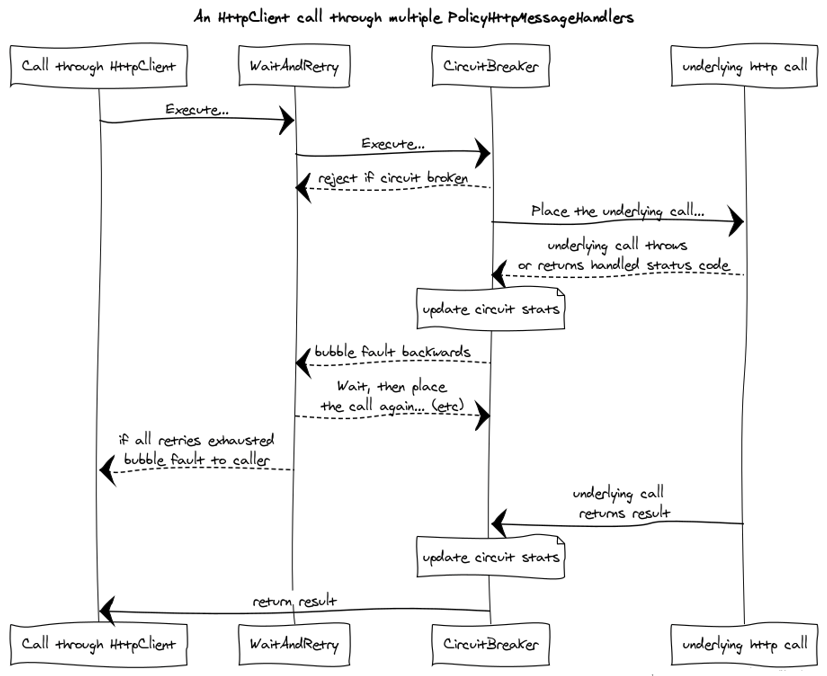 An HttpClient call through multiple PolicyHttpMessageHandlers
Call through HttpClient
WaitAndRetry
CircuitBreaker
underlying http call
Execute...
Execute...
reject if circuit broken
Place the underlying call...
underlying call throws
or returns handled status code
update circuit stats
bubble fault backwards
Wait, then place
the call again... (etc)
if all retries exhausted
bubble fault to caller
underlying call
returns result
update circuit stats
return result
Call through HttpClient
WaitAndRetry
CircuitBreaker
underlying http call